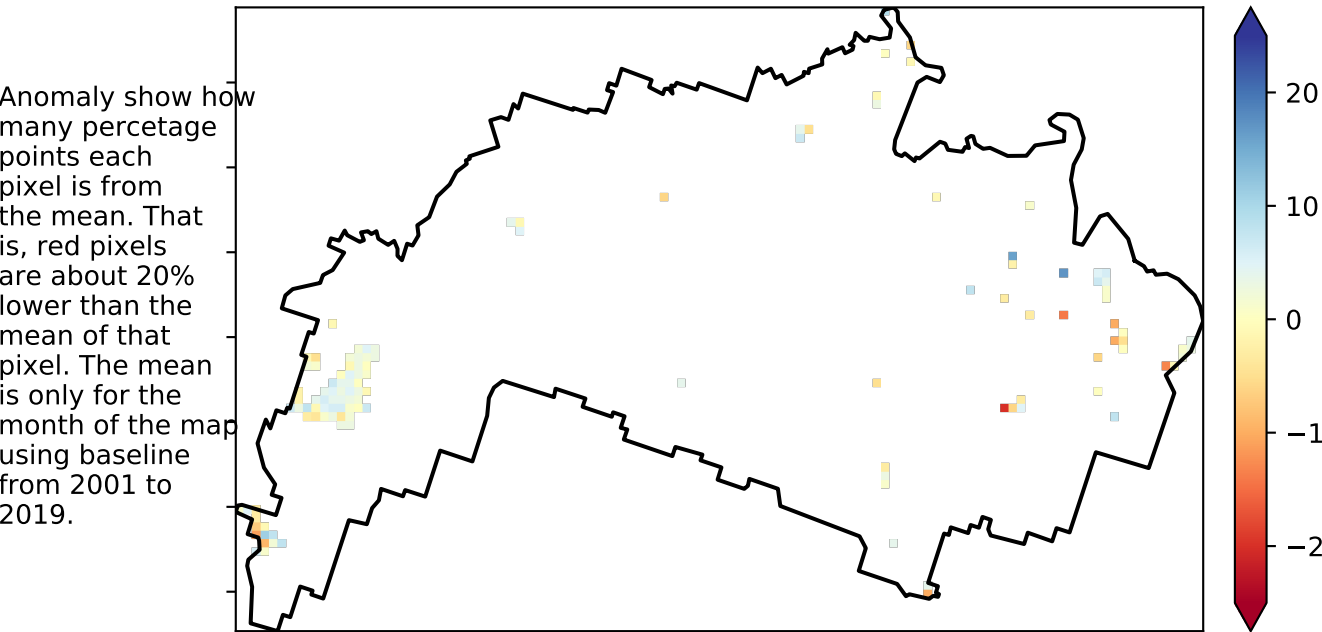 Anomaly show how
many percetage
points each
pixel is from
the mean. That
is, red pixels
are about 20%
lower than the
mean of that
pixel. The mean
is only for the
month of the map
using baseline
from 2001 to
2019.
20
10
0
−1
−2